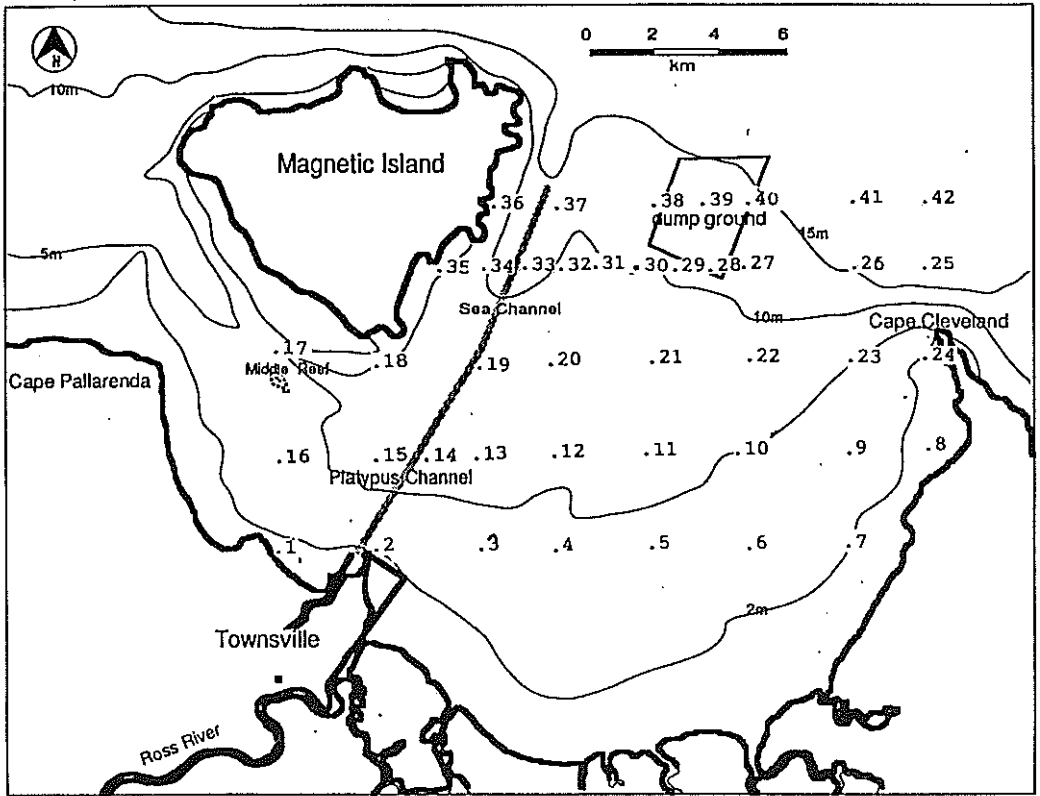 0 2 4 6
km
N
10m
Magnetic Island
.36 .37 .38 .39 .40 .41 .42
dump ground
15m
5m
.35 .34 .33 .32 .31 .30 .29 .28 .27 .26 .25
Sea Channel
10m
Cape Cleveland
.17 .18 .19 .20 .21 .22 .23 .24
Middle Reef
Cape Pallarenda
.16 .15 .14 .13 .12 .11 .10 .9 .8
Platypus Channel
.1 .2 .3 .4 .5 .6 .7
2m
Townsville
Ross River